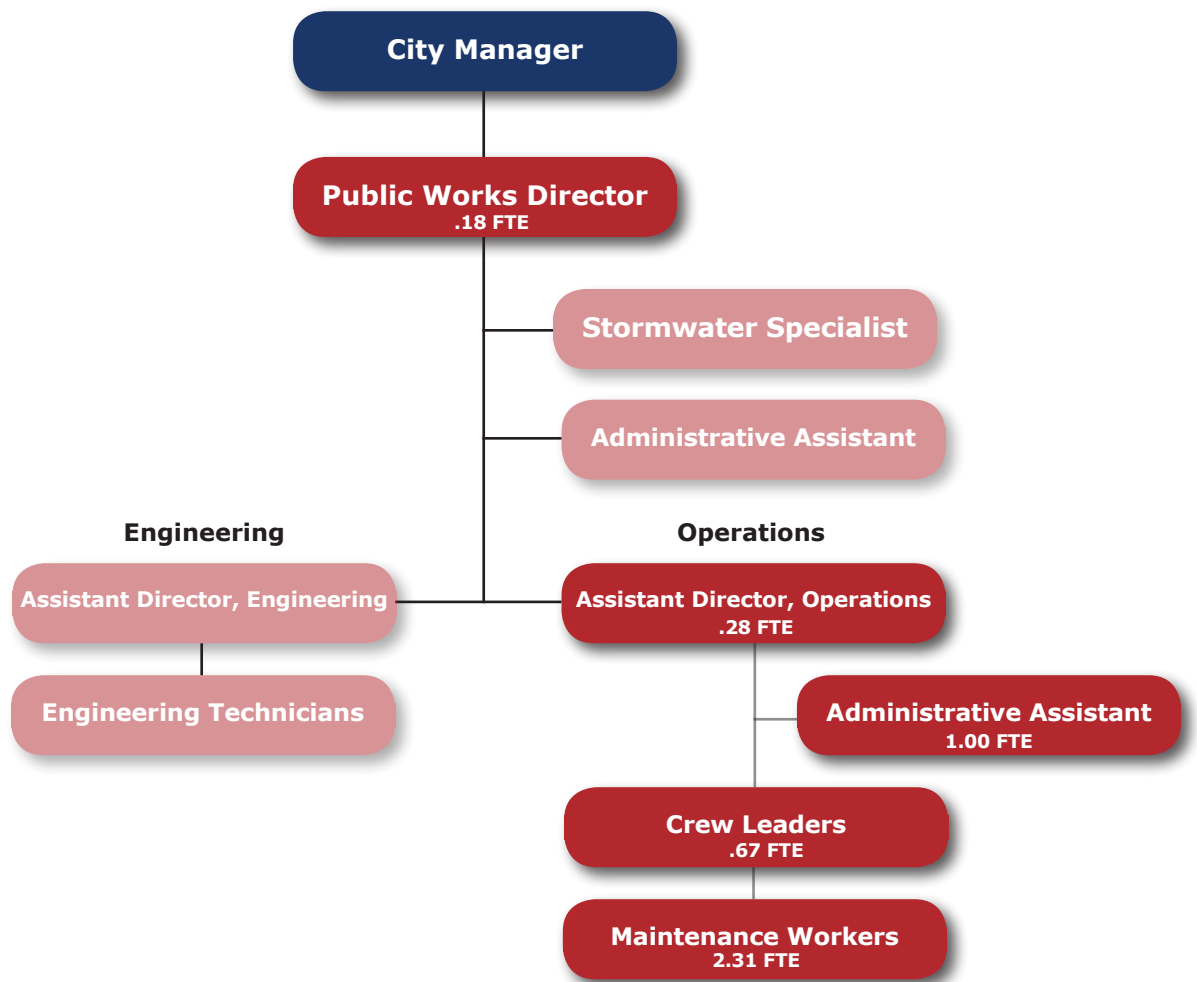 City Manager
Public Works Director
.18 FTE
Stormwater Specialist
Administrative Assistant
Engineering
Operations
Assistant Director, Engineering
Assistant Director, Operations
.28 FTE
Engineering Technicians
Administrative Assistant
1.00 FTE
Crew Leaders
.67 FTE
Maintenance Workers
2.31 FTE